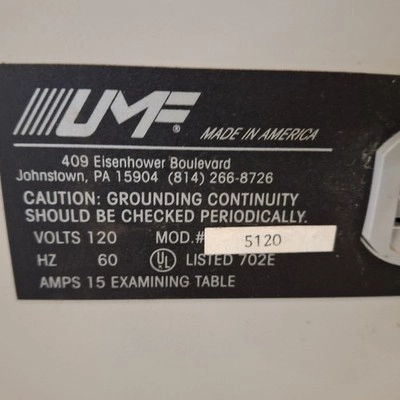 UMF®
MADE IN AMERICA
409 Eisenhower Boulevard
Johnstown, PA 15904 (814) 266-8726
CAUTION: GROUNDING CONTINUITY
SHOULD BE CHECKED PERIODICALLY.
VOLTS 120 MOD.# 5120
HZ 60 UL LISTED 702E
AMPS 15 EXAMINING TABLE